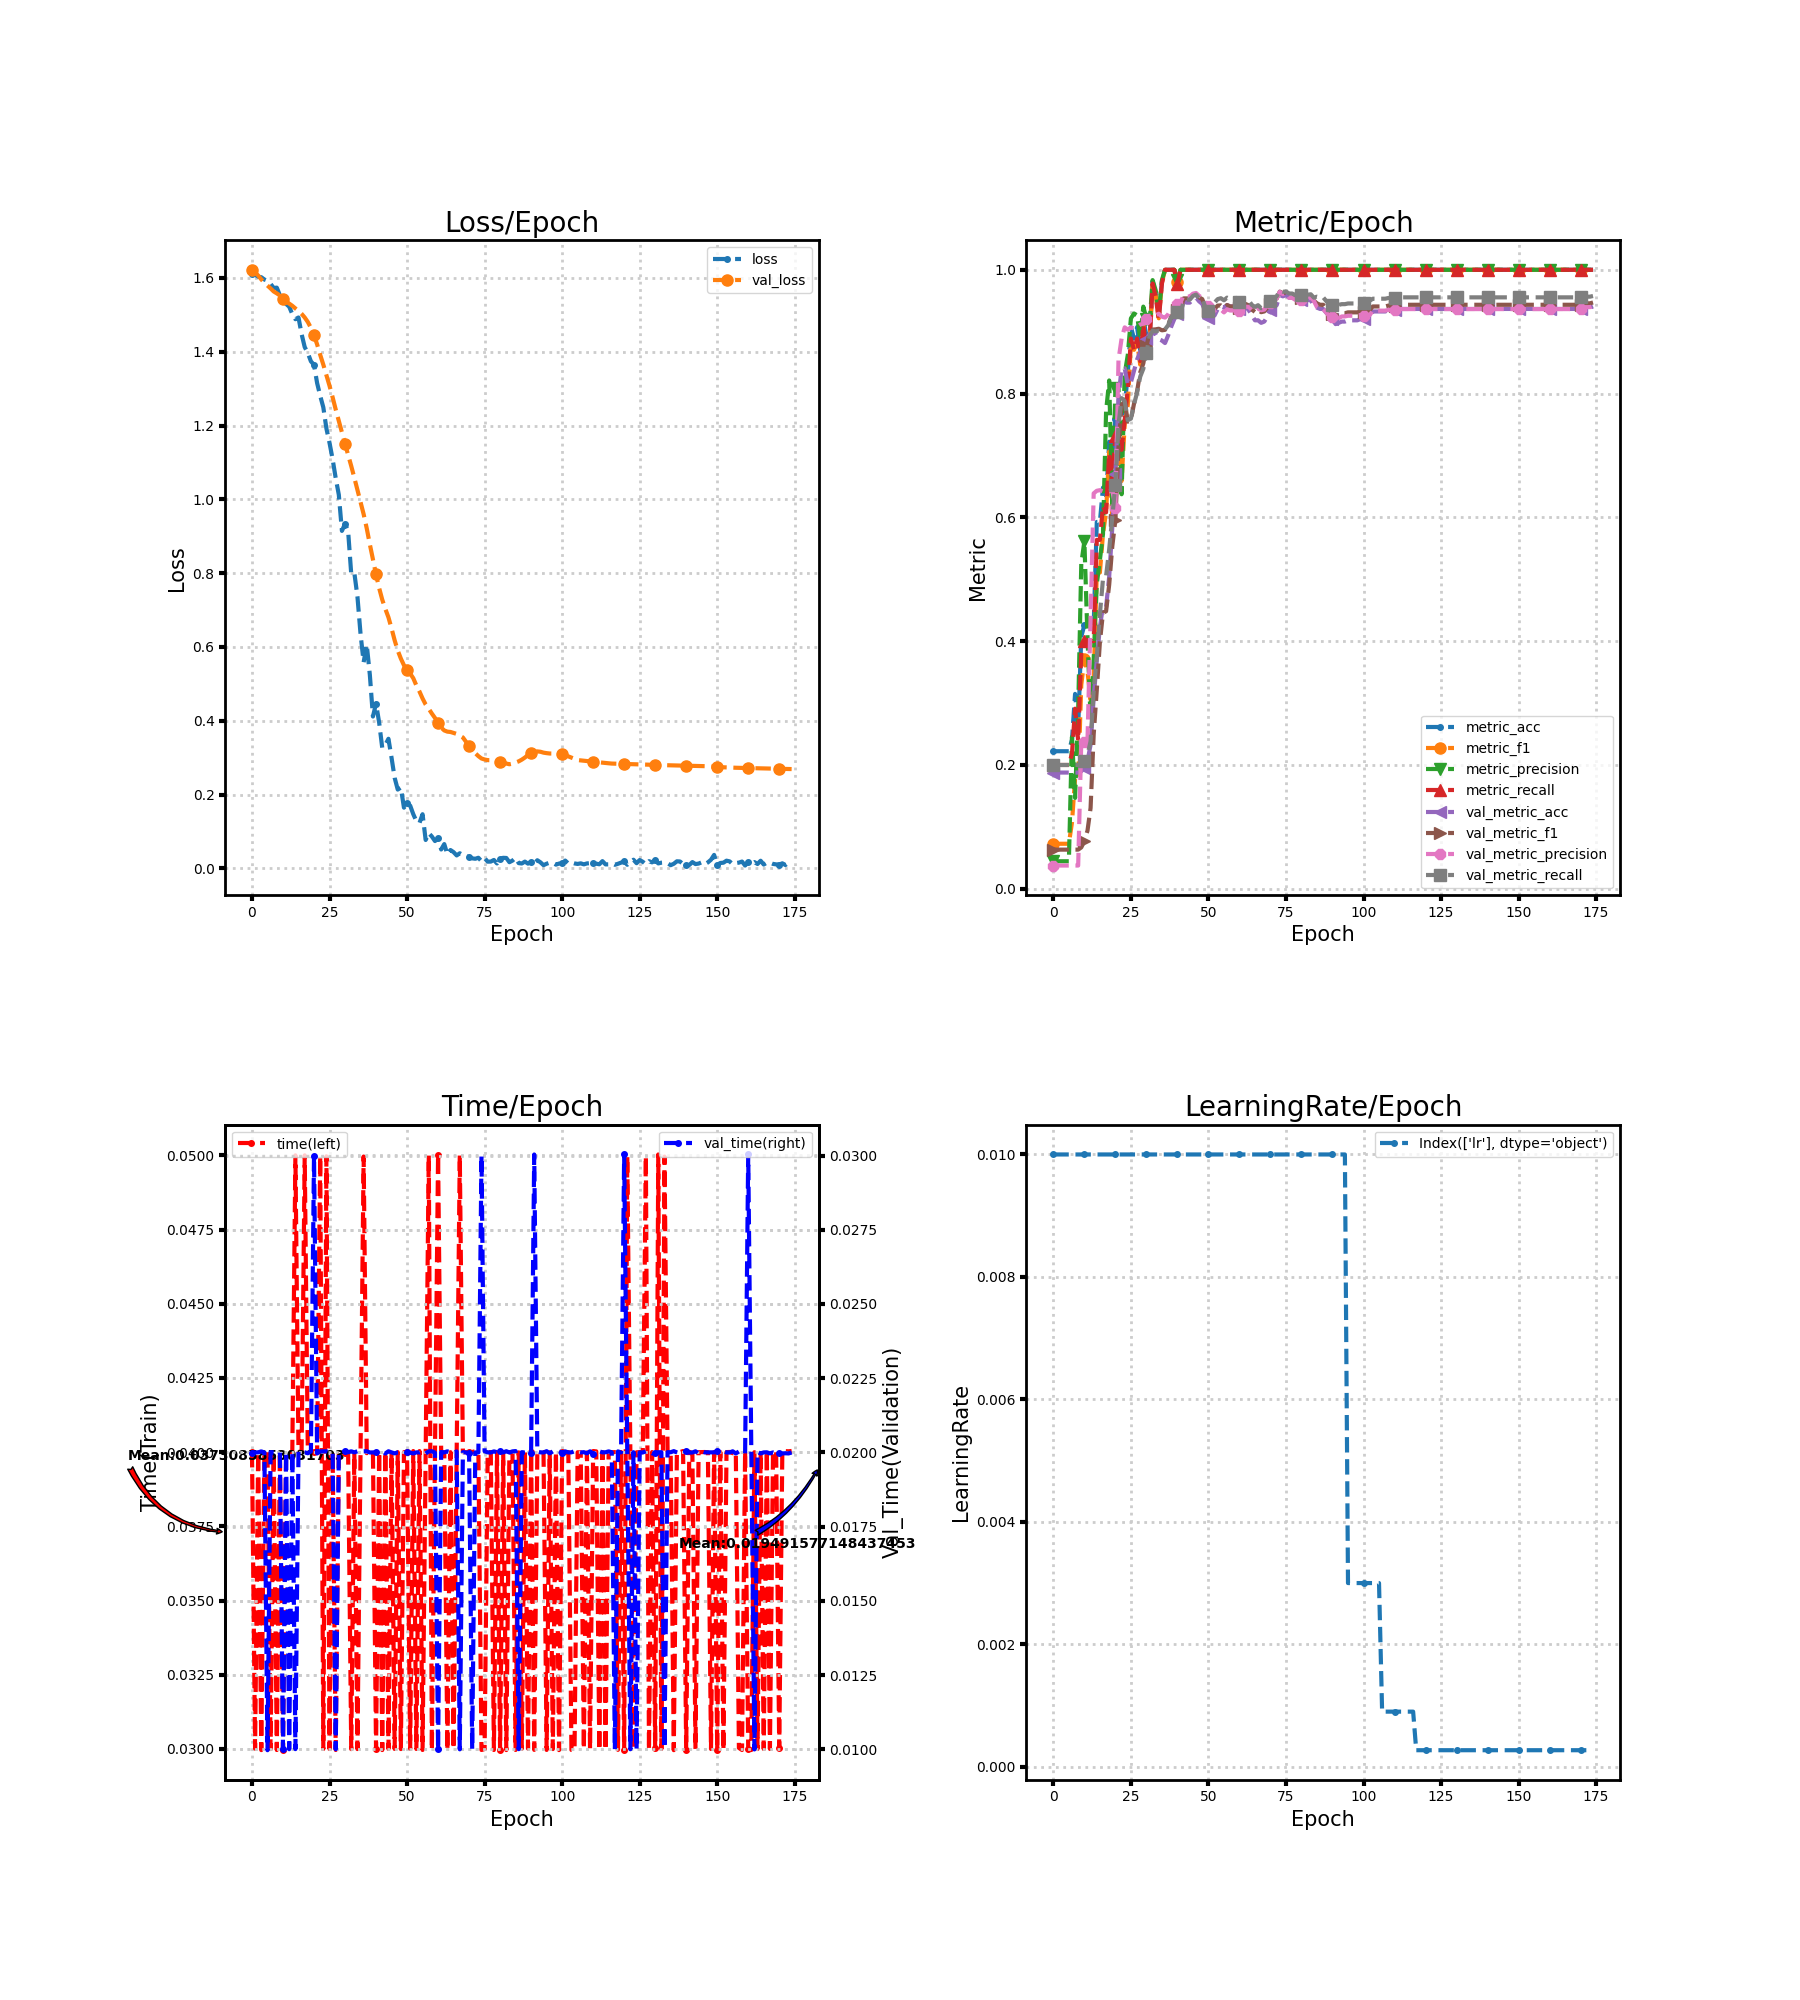 Loss/Epoch
loss
val_loss
1.6
1.4
1.2
1.0
0.8
0.6
0.4
0.2
0.0
Loss
0 25 50 75 100 125 150 175
Epoch
Metric/Epoch
1.0
0.8
0.6
0.4
0.2
0.0
Metric
metric_acc
metric_f1
metric_precision
metric_recall
val_metric_acc
val_metric_f1
val_metric_precision
val_metric_recall
0 25 50 75 100 125 150 175
Epoch
Time/Epoch
time(left)
val_time(right)
0.0500
0.0475
0.0450
0.0425
0.0400
0.0375
0.0350
0.0325
0.0300
Time(Train)
0.0300
0.0275
0.0250
0.0225
0.0200
0.0175
0.0150
0.0125
0.0100
Val_Time(Validation)
Mean:0.019491577148437453
0 25 50 75 100 125 150 175
Epoch
LearningRate/Epoch
Index(['lr'], dtype='object')
0.010
0.008
0.006
0.004
0.002
0.000
LearningRate
0 25 50 75 100 125 150 175
Epoch